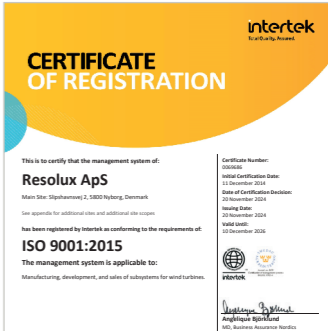 intertek
Total Quality. Assured.
CERTIFICATE
OF REGISTRATION
This is to certify that the management system of:
Resolux ApS
Main Site: Slipshavnsvej 2, 5800 Nyborg, Denmark
See appendix for additional sites and additional site scopes
has been registered by Intertek as conforming to the requirements of:
ISO 9001:2015
The management system is applicable to:
Manufacturing, development, and sales of subsystems for wind turbines.
Certificate Number:
0069686
Initial Certification Date:
11 December 2014
Date of Certification Decision:
20 November 2024
Issuing Date:
20 November 2024
Valid Until:
10 December 2026
intertek
Angelique Björklund
MD, Business Assurance Nordics